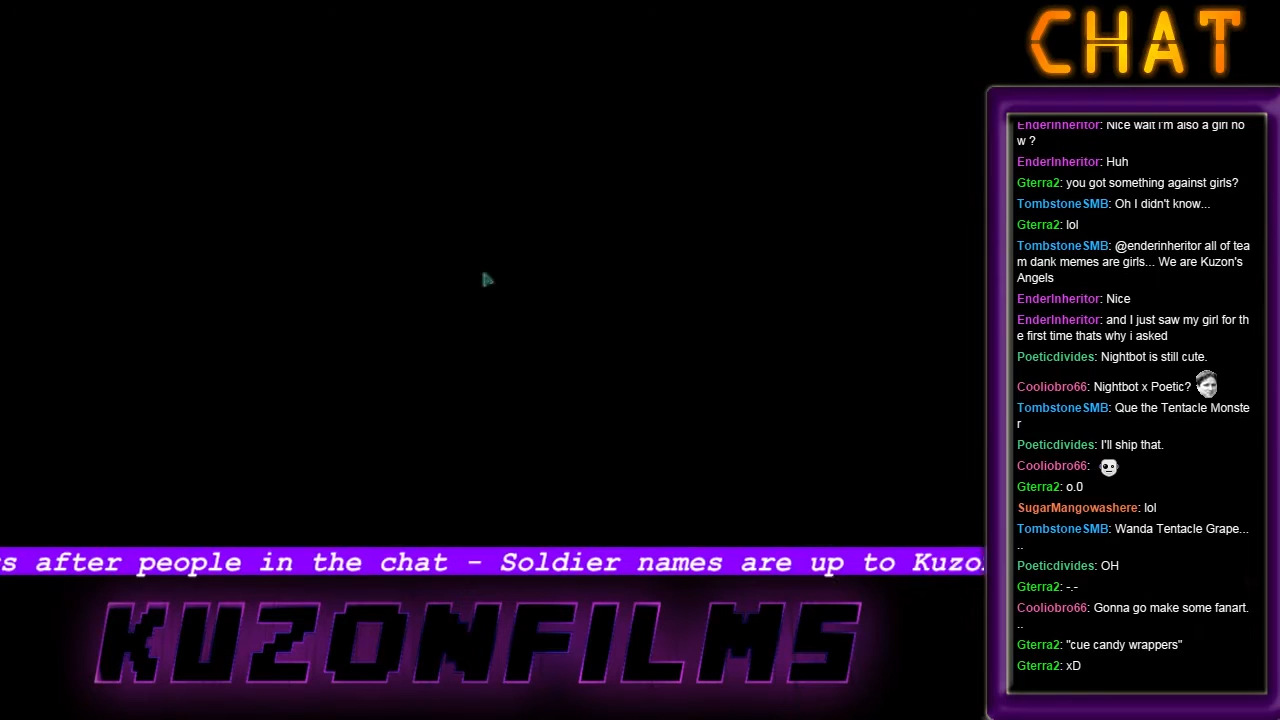 CHAT
EnderInheritor: Nice wait i'm also a girl no
w ?
EnderInheritor: Huh
Gterra2: you got something against girls?
TombstoneSMB: Oh I didn't know...
Gterra2: lol
TombstoneSMB: @enderinheritor all of tea
m dank memes are girls... We are Kuzon's
Angels
EnderInheritor: Nice
EnderInheritor: and I just saw my girl for th
e first time thats why i asked
Poeticdivides: Nightbot is still cute.
Cooliobro66: Nightbot x Poetic?
TombstoneSMB: Que the Tentacle Monste
r
Poeticdivides: I'll ship that.
Cooliobro66:
Gterra2: o.0
SugarMangowashere: lol
TombstoneSMB: Wanda Tentacle Grape...
..
Poeticdivides: OH
Gterra2: -.-
Cooliobro66: Gonna go make some fanart.
..
Gterra2: "cue candy wrappers"
Gterra2: xD
s after people in the chat - Soldier names are up to Kuzon
KUZONFILMS